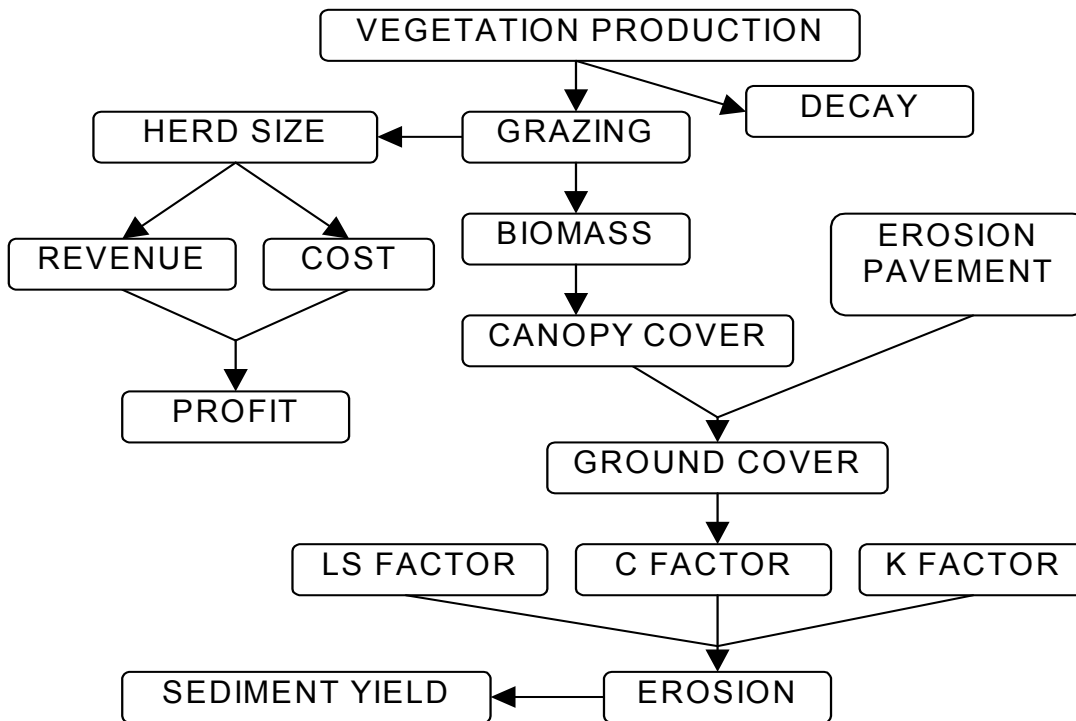 VEGETATION PRODUCTION
DECAY
HERD SIZE
GRAZING
BIOMASS
EROSION
PAVEMENT
REVENUE
COST
CANOPY COVER
PROFIT
GROUND COVER
LS FACTOR
C FACTOR
K FACTOR
SEDIMENT YIELD
EROSION